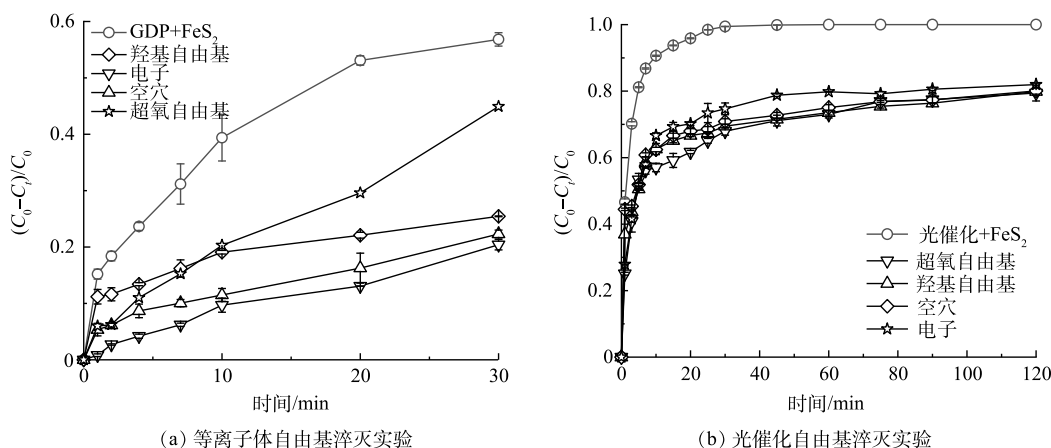 0.6
0.4
0.2
0
(C₀−Cₜ)/C₀
GDP+FeS₂
羟基自由基
电子
空穴
超氧自由基
0 10 20 30
时间/min
(a) 等离子体自由基淬灭实验
1.0
0.8
0.6
0.4
0.2
0
(C₀−Cₜ)/C₀
光催化+FeS₂
超氧自由基
羟基自由基
空穴
电子
0 20 40 60 80 100 120
时间/min
(b) 光催化自由基淬灭实验